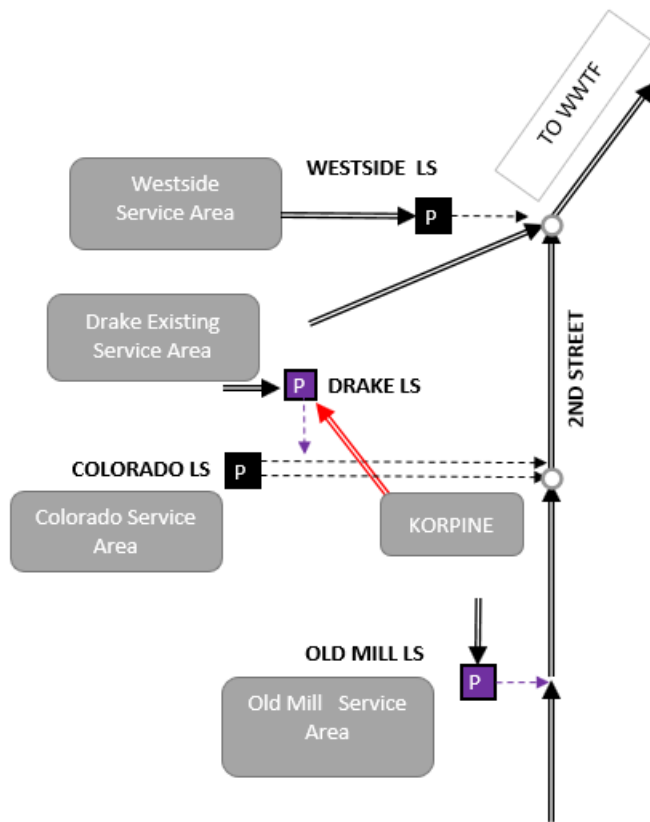 TO WWTF
WESTSIDE LS
Westside
Service Area
P
Drake Existing
Service Area
2ND STREET
P
DRAKE LS
COLORADO LS
P
Colorado Service
Area
KORPINE
OLD MILL LS
P
Old Mill Service
Area